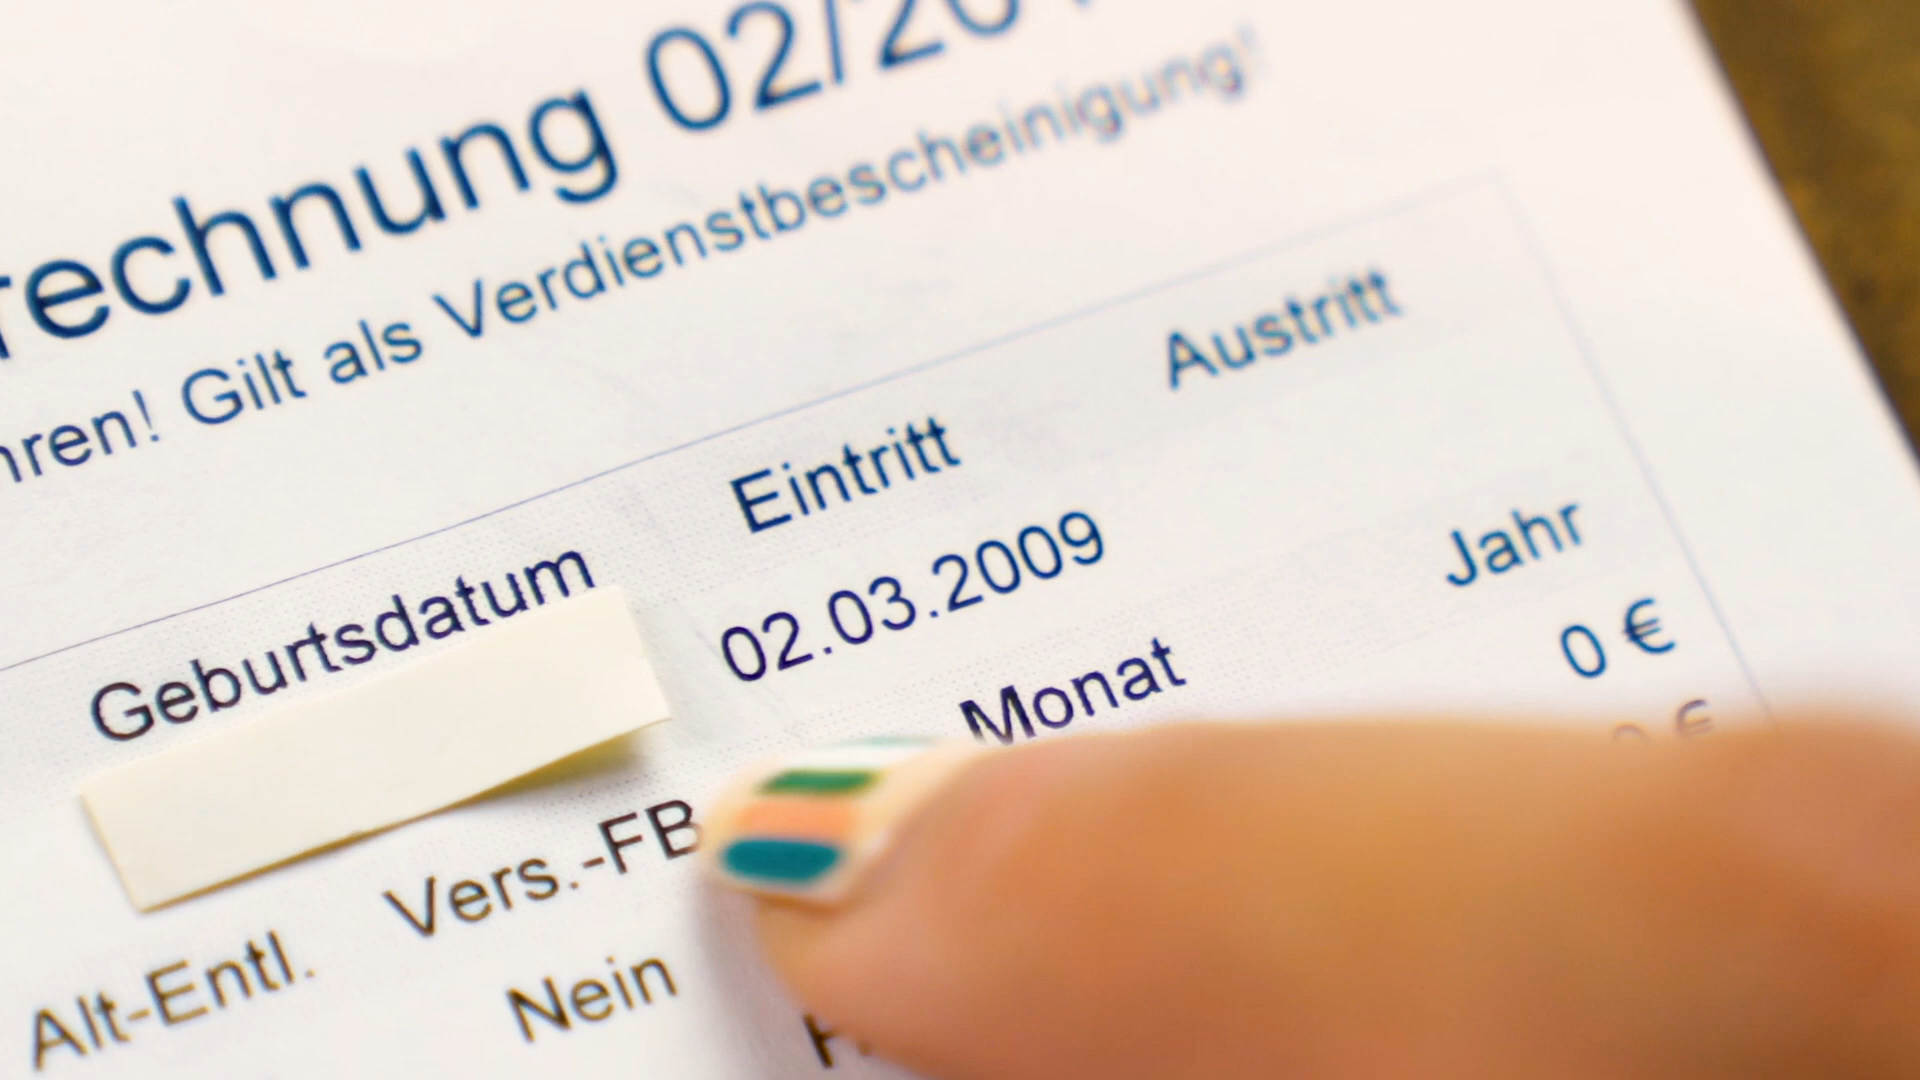 rechnung 02/20
hren! Gilt als Verdienstbescheinigung!
Geburtsdatum Eintritt Austritt
02.03.2009
Alt-Entl. Vers.-FB Monat Jahr
Nein 0 €
0 €